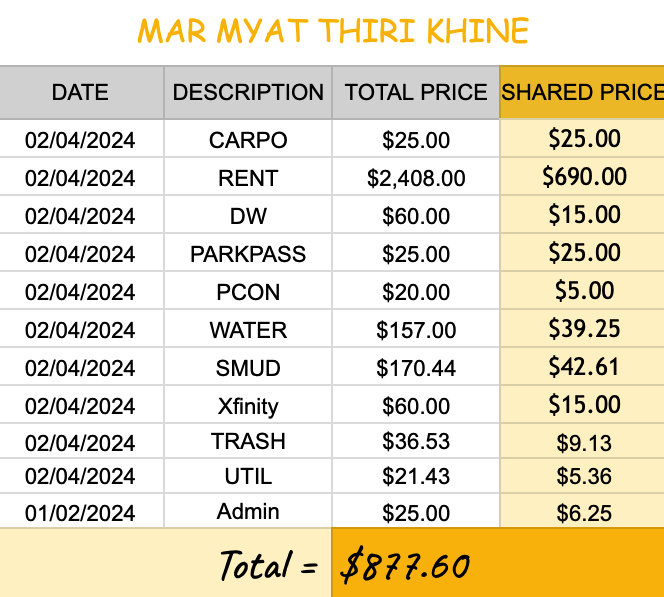 MAR MYAT THIRI KHINE
DATE DESCRIPTION TOTAL PRICE SHARED PRICE
02/04/2024 CARPO $25.00 $25.00
02/04/2024 RENT $2,408.00 $690.00
02/04/2024 DW $60.00 $15.00
02/04/2024 PARKPASS $25.00 $25.00
02/04/2024 PCON $20.00 $5.00
02/04/2024 WATER $157.00 $39.25
02/04/2024 SMUD $170.44 $42.61
02/04/2024 Xfinity $60.00 $15.00
02/04/2024 TRASH $36.53 $9.13
02/04/2024 UTIL $21.43 $5.36
01/02/2024 Admin $25.00 $6.25
Total = $877.60